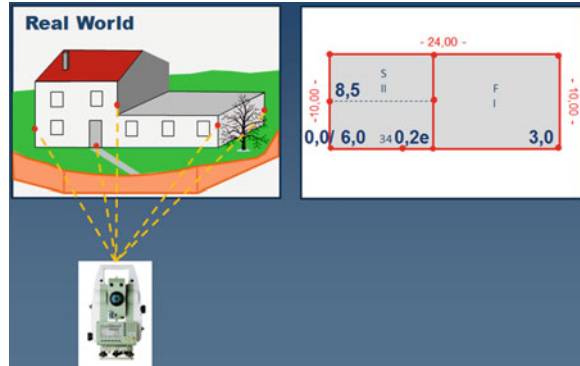 Real World
- 24,00 -
S
II
F
I
8,5
-10,00 -
- 10,00 -
0,0/ 6,0
34
0,2e
3,0